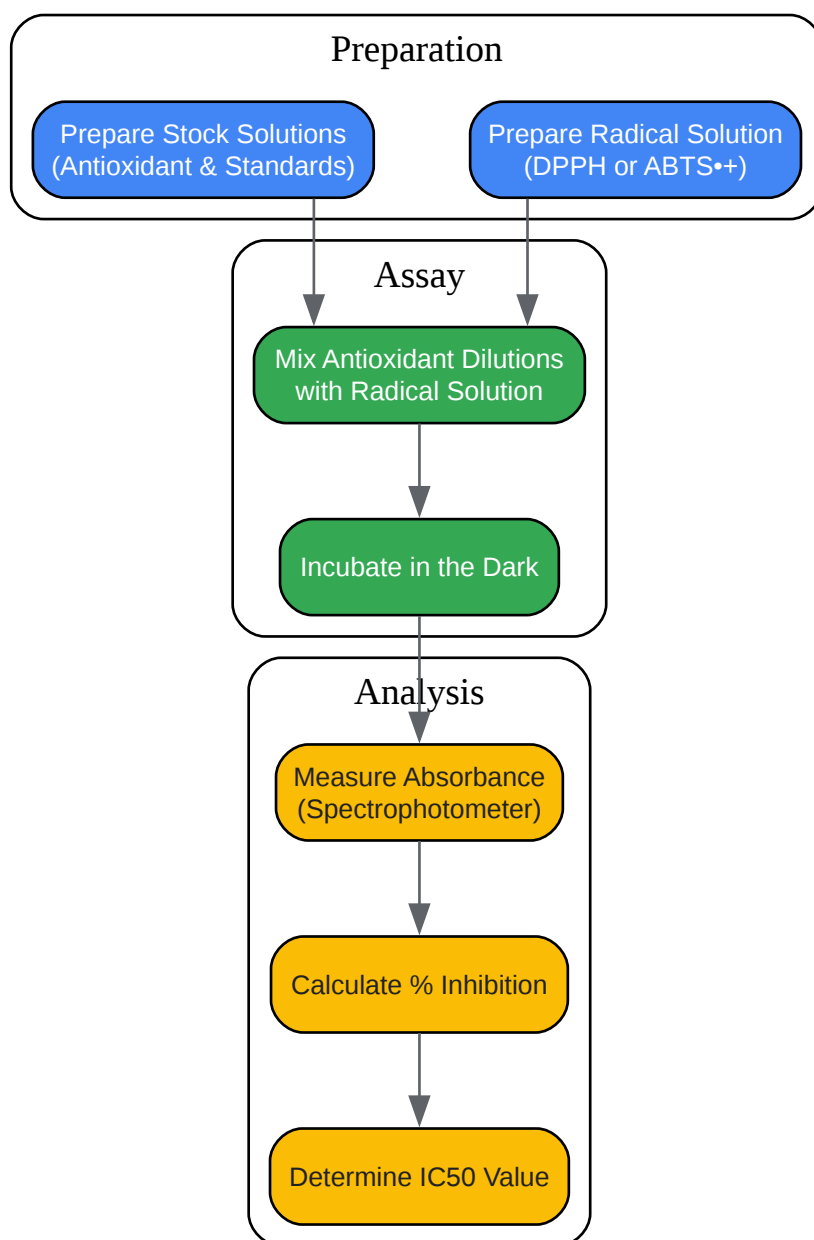 Preparation
Prepare Stock Solutions
(Antioxidant & Standards)
Prepare Radical Solution
(DPPH or ABTS•+)
Assay
Mix Antioxidant Dilutions
with Radical Solution
Incubate in the Dark
Analysis
Measure Absorbance
(Spectrophotometer)
Calculate % Inhibition
Determine IC50 Value